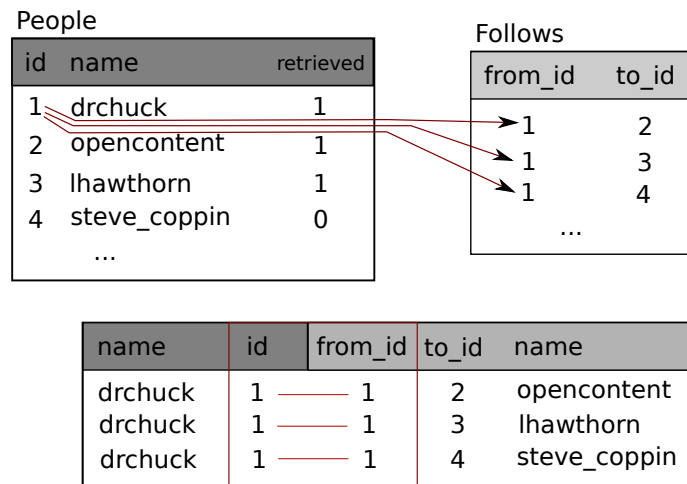 People
id name retrieved
1 drchuck 1
2 opencontent 1
3 lhawthorn 1
4 steve_coppin 0
...
Follows
from_id to_id
1 2
1 3
1 4
...
name id from_id to_id name
drchuck 1 1 2 opencontent
drchuck 1 1 3 lhawthorn
drchuck 1 1 4 steve_coppin